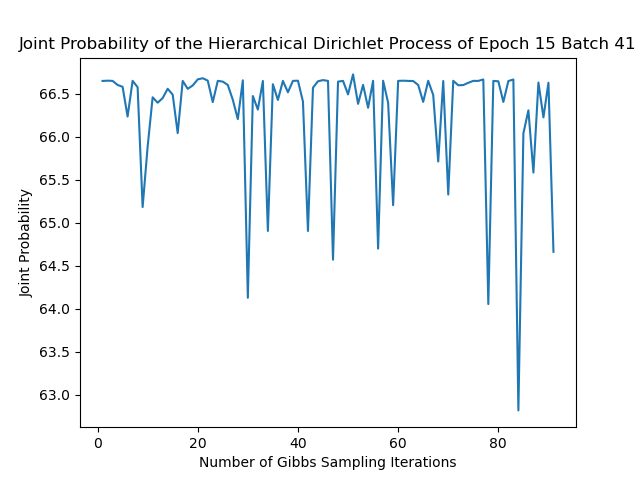 Joint Probability of the Hierarchical Dirichlet Process of Epoch 15 Batch 41
66.5
66.0
65.5
65.0
64.5
64.0
63.5
63.0
Joint Probability
0 20 40 60 80
Number of Gibbs Sampling Iterations